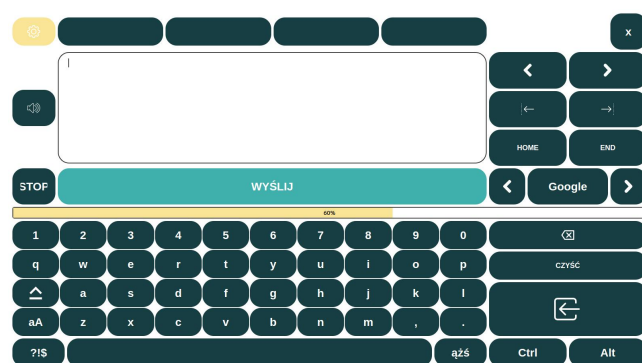 x
HOME END
STOP WYŚLIJ Google
60%
1 2 3 4 5 6 7 8 9 0
q w e r t y u i o p CZYŚĆ
a s d f g h j k l
aA z x c v b n m , .
?!$ ążś Ctrl Alt